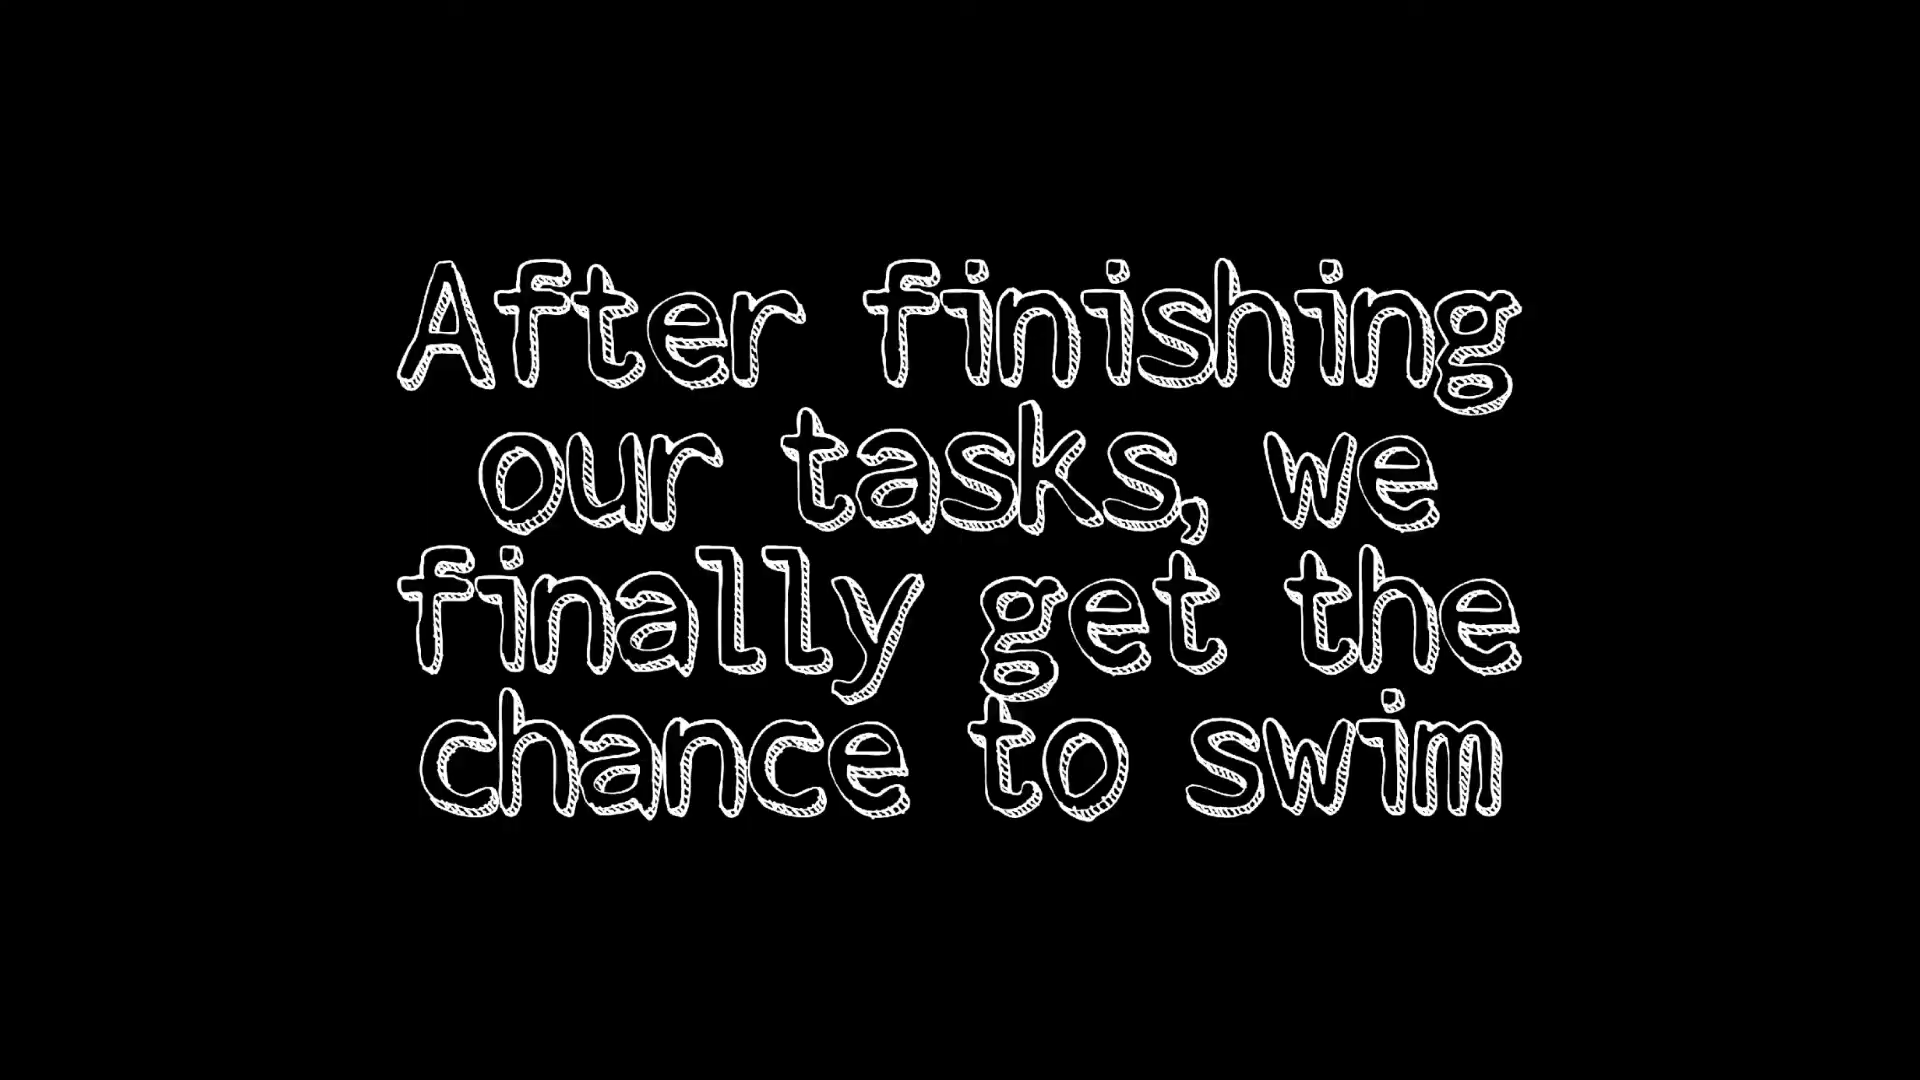 After finishing
our tasks, we
finally get the
chance to swim